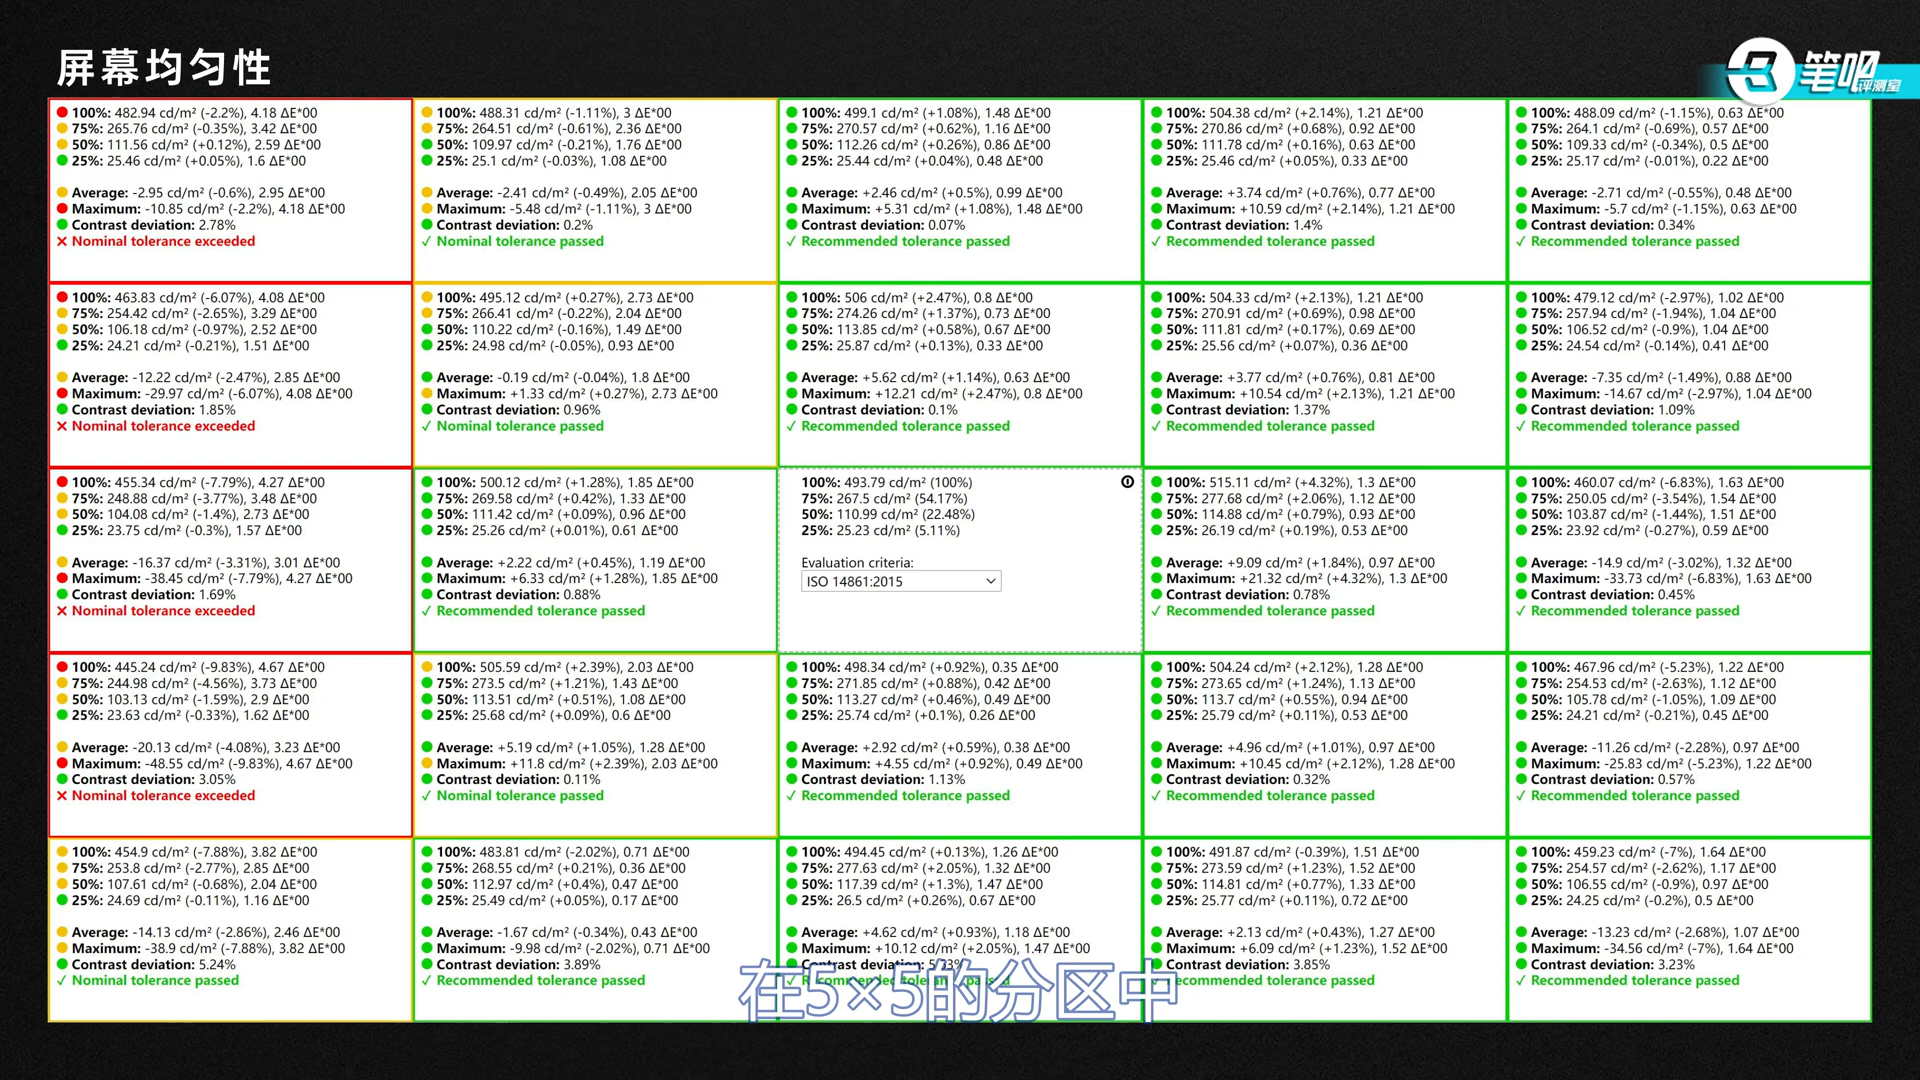 屏幕均匀性
笔吧
评测室
100%: 482.94 cd/m² (-2.2%), 4.18 ΔE*00
75%: 265.76 cd/m² (-0.35%), 3.42 ΔE*00
50%: 111.56 cd/m² (+0.12%), 2.59 ΔE*00
25%: 25.46 cd/m² (+0.05%), 1.6 ΔE*00
Average: -2.95 cd/m² (-0.6%), 2.95 ΔE*00
Maximum: -10.85 cd/m² (-2.2%), 4.18 ΔE*00
Contrast deviation: 2.78%
✕ Nominal tolerance exceeded
100%: 488.31 cd/m² (-1.11%), 3 ΔE*00
75%: 264.51 cd/m² (-0.61%), 2.36 ΔE*00
50%: 109.97 cd/m² (-0.21%), 1.76 ΔE*00
25%: 25.1 cd/m² (-0.03%), 1.08 ΔE*00
Average: -2.41 cd/m² (-0.49%), 2.05 ΔE*00
Maximum: -5.48 cd/m² (-1.11%), 3 ΔE*00
Contrast deviation: 0.2%
✓ Nominal tolerance passed
100%: 499.1 cd/m² (+1.08%), 1.48 ΔE*00
75%: 270.57 cd/m² (+0.62%), 1.16 ΔE*00
50%: 112.26 cd/m² (+0.26%), 0.86 ΔE*00
25%: 25.44 cd/m² (+0.04%), 0.48 ΔE*00
Average: +2.46 cd/m² (+0.5%), 0.99 ΔE*00
Maximum: +5.31 cd/m² (+1.08%), 1.48 ΔE*00
Contrast deviation: 0.07%
✓ Recommended tolerance passed
100%: 504.38 cd/m² (+2.14%), 1.21 ΔE*00
75%: 270.86 cd/m² (+0.68%), 0.92 ΔE*00
50%: 111.78 cd/m² (+0.16%), 0.63 ΔE*00
25%: 25.46 cd/m² (+0.05%), 0.33 ΔE*00
Average: +3.74 cd/m² (+0.76%), 0.77 ΔE*00
Maximum: +10.59 cd/m² (+2.14%), 1.21 ΔE*00
Contrast deviation: 1.4%
✓ Recommended tolerance passed
100%: 488.09 cd/m² (-1.15%), 0.63 ΔE*00
75%: 264.1 cd/m² (-0.69%), 0.57 ΔE*00
50%: 109.33 cd/m² (-0.34%), 0.5 ΔE*00
25%: 25.17 cd/m² (-0.01%), 0.22 ΔE*00
Average: -2.71 cd/m² (-0.55%), 0.48 ΔE*00
Maximum: -5.7 cd/m² (-1.15%), 0.63 ΔE*00
Contrast deviation: 0.34%
✓ Recommended tolerance passed
100%: 463.83 cd/m² (-6.07%), 4.08 ΔE*00
75%: 254.42 cd/m² (-2.65%), 3.29 ΔE*00
50%: 106.18 cd/m² (-0.97%), 2.52 ΔE*00
25%: 24.21 cd/m² (-0.21%), 1.51 ΔE*00
Average: -12.22 cd/m² (-2.47%), 2.85 ΔE*00
Maximum: -29.97 cd/m² (-6.07%), 4.08 ΔE*00
Contrast deviation: 1.85%
✕ Nominal tolerance exceeded
100%: 495.12 cd/m² (+0.27%), 2.73 ΔE*00
75%: 266.41 cd/m² (-0.22%), 2.04 ΔE*00
50%: 110.22 cd/m² (-0.16%), 1.49 ΔE*00
25%: 24.98 cd/m² (-0.05%), 0.93 ΔE*00
Average: -0.19 cd/m² (-0.04%), 1.8 ΔE*00
Maximum: +1.33 cd/m² (+0.27%), 2.73 ΔE*00
Contrast deviation: 0.96%
✓ Nominal tolerance passed
100%: 506 cd/m² (+2.47%), 0.8 ΔE*00
75%: 274.26 cd/m² (+1.37%), 0.73 ΔE*00
50%: 113.85 cd/m² (+0.58%), 0.67 ΔE*00
25%: 25.87 cd/m² (+0.13%), 0.33 ΔE*00
Average: +5.62 cd/m² (+1.14%), 0.63 ΔE*00
Maximum: +12.21 cd/m² (+2.47%), 0.8 ΔE*00
Contrast deviation: 0.1%
✓ Recommended tolerance passed
100%: 504.33 cd/m² (+2.13%), 1.21 ΔE*00
75%: 270.91 cd/m² (+0.69%), 0.98 ΔE*00
50%: 111.81 cd/m² (+0.17%), 0.69 ΔE*00
25%: 25.56 cd/m² (+0.07%), 0.36 ΔE*00
Average: +3.77 cd/m² (+0.76%), 0.81 ΔE*00
Maximum: +10.54 cd/m² (+2.13%), 1.21 ΔE*00
Contrast deviation: 1.37%
✓ Recommended tolerance passed
100%: 479.12 cd/m² (-2.97%), 1.02 ΔE*00
75%: 257.94 cd/m² (-1.94%), 1.04 ΔE*00
50%: 106.52 cd/m² (-0.9%), 1.04 ΔE*00
25%: 24.54 cd/m² (-0.14%), 0.41 ΔE*00
Average: -7.35 cd/m² (-1.49%), 0.88 ΔE*00
Maximum: -14.67 cd/m² (-2.97%), 1.04 ΔE*00
Contrast deviation: 1.09%
✓ Recommended tolerance passed
100%: 455.34 cd/m² (-7.79%), 4.27 ΔE*00
75%: 248.88 cd/m² (-3.77%), 3.48 ΔE*00
50%: 104.08 cd/m² (-1.4%), 2.73 ΔE*00
25%: 23.75 cd/m² (-0.3%), 1.57 ΔE*00
Average: -16.37 cd/m² (-3.31%), 3.01 ΔE*00
Maximum: -38.45 cd/m² (-7.79%), 4.27 ΔE*00
Contrast deviation: 1.69%
✕ Nominal tolerance exceeded
100%: 500.12 cd/m² (+1.28%), 1.85 ΔE*00
75%: 269.58 cd/m² (+0.42%), 1.33 ΔE*00
50%: 111.42 cd/m² (+0.09%), 0.96 ΔE*00
25%: 25.26 cd/m² (+0.01%), 0.61 ΔE*00
Average: +2.22 cd/m² (+0.45%), 1.19 ΔE*00
Maximum: +6.33 cd/m² (+1.28%), 1.85 ΔE*00
Contrast deviation: 0.88%
✓ Recommended tolerance passed
100%: 493.79 cd/m² (100%)
75%: 267.5 cd/m² (54.17%)
50%: 110.99 cd/m² (22.48%)
25%: 25.23 cd/m² (5.11%)
Evaluation criteria:
ISO 14861:2015
100%: 515.11 cd/m² (+4.32%), 1.3 ΔE*00
75%: 277.68 cd/m² (+2.06%), 1.12 ΔE*00
50%: 114.88 cd/m² (+0.79%), 0.93 ΔE*00
25%: 26.19 cd/m² (+0.19%), 0.53 ΔE*00
Average: +9.09 cd/m² (+1.84%), 0.97 ΔE*00
Maximum: +21.32 cd/m² (+4.32%), 1.3 ΔE*00
Contrast deviation: 0.78%
✓ Recommended tolerance passed
100%: 460.07 cd/m² (-6.83%), 1.63 ΔE*00
75%: 250.05 cd/m² (-3.54%), 1.54 ΔE*00
50%: 103.87 cd/m² (-1.44%), 1.51 ΔE*00
25%: 23.92 cd/m² (-0.27%), 0.59 ΔE*00
Average: -14.9 cd/m² (-3.02%), 1.32 ΔE*00
Maximum: -33.73 cd/m² (-6.83%), 1.63 ΔE*00
Contrast deviation: 0.45%
✓ Recommended tolerance passed
100%: 445.24 cd/m² (-9.83%), 4.67 ΔE*00
75%: 244.98 cd/m² (-4.56%), 3.73 ΔE*00
50%: 103.13 cd/m² (-1.59%), 2.9 ΔE*00
25%: 23.63 cd/m² (-0.33%), 1.62 ΔE*00
Average: -20.13 cd/m² (-4.08%), 3.23 ΔE*00
Maximum: -48.55 cd/m² (-9.83%), 4.67 ΔE*00
Contrast deviation: 3.05%
✕ Nominal tolerance exceeded
100%: 505.59 cd/m² (+2.39%), 2.03 ΔE*00
75%: 273.5 cd/m² (+1.21%), 1.43 ΔE*00
50%: 113.51 cd/m² (+0.51%), 1.08 ΔE*00
25%: 25.68 cd/m² (+0.09%), 0.6 ΔE*00
Average: +5.19 cd/m² (+1.05%), 1.28 ΔE*00
Maximum: +11.8 cd/m² (+2.39%), 2.03 ΔE*00
Contrast deviation: 0.11%
✓ Nominal tolerance passed
100%: 498.34 cd/m² (+0.92%), 0.35 ΔE*00
75%: 271.85 cd/m² (+0.88%), 0.42 ΔE*00
50%: 113.27 cd/m² (+0.46%), 0.49 ΔE*00
25%: 25.74 cd/m² (+0.1%), 0.26 ΔE*00
Average: +2.92 cd/m² (+0.59%), 0.38 ΔE*00
Maximum: +4.55 cd/m² (+0.92%), 0.49 ΔE*00
Contrast deviation: 1.13%
✓ Recommended tolerance passed
100%: 504.24 cd/m² (+2.12%), 1.28 ΔE*00
75%: 273.65 cd/m² (+1.24%), 1.13 ΔE*00
50%: 113.7 cd/m² (+0.55%), 0.94 ΔE*00
25%: 25.79 cd/m² (+0.11%), 0.53 ΔE*00
Average: +4.96 cd/m² (+1.01%), 0.97 ΔE*00
Maximum: +10.45 cd/m² (+2.12%), 1.28 ΔE*00
Contrast deviation: 0.32%
✓ Recommended tolerance passed
100%: 467.96 cd/m² (-5.23%), 1.22 ΔE*00
75%: 254.53 cd/m² (-2.63%), 1.12 ΔE*00
50%: 105.78 cd/m² (-1.05%), 1.09 ΔE*00
25%: 24.21 cd/m² (-0.21%), 0.45 ΔE*00
Average: -11.26 cd/m² (-2.28%), 0.97 ΔE*00
Maximum: -25.83 cd/m² (-5.23%), 1.22 ΔE*00
Contrast deviation: 0.57%
✓ Recommended tolerance passed
100%: 454.9 cd/m² (-7.88%), 3.82 ΔE*00
75%: 253.8 cd/m² (-2.77%), 2.85 ΔE*00
50%: 107.61 cd/m² (-0.68%), 2.04 ΔE*00
25%: 24.69 cd/m² (-0.11%), 1.16 ΔE*00
Average: -14.13 cd/m² (-2.86%), 2.46 ΔE*00
Maximum: -38.9 cd/m² (-7.88%), 3.82 ΔE*00
Contrast deviation: 5.24%
✓ Nominal tolerance passed
100%: 483.81 cd/m² (-2.02%), 0.71 ΔE*00
75%: 268.55 cd/m² (+0.21%), 0.36 ΔE*00
50%: 112.97 cd/m² (+0.4%), 0.47 ΔE*00
25%: 25.49 cd/m² (+0.05%), 0.17 ΔE*00
Average: -1.67 cd/m² (-0.34%), 0.43 ΔE*00
Maximum: -9.98 cd/m² (-2.02%), 0.71 ΔE*00
Contrast deviation: 3.89%
✓ Recommended tolerance passed
100%: 494.45 cd/m² (+0.13%), 1.26 ΔE*00
75%: 277.63 cd/m² (+2.05%), 1.32 ΔE*00
50%: 117.39 cd/m² (+1.3%), 1.47 ΔE*00
25%: 26.5 cd/m² (+0.26%), 0.67 ΔE*00
Average: +4.62 cd/m² (+0.93%), 1.18 ΔE*00
Maximum: +10.12 cd/m² (+2.05%), 1.47 ΔE*00
Contrast deviation:
✓ Recommended tolerance passed
100%: 491.87 cd/m² (-0.39%), 1.51 ΔE*00
75%: 273.59 cd/m² (+1.23%), 1.52 ΔE*00
50%: 114.81 cd/m² (+0.77%), 1.33 ΔE*00
25%: 25.77 cd/m² (+0.11%), 0.72 ΔE*00
Average: +2.13 cd/m² (+0.43%), 1.27 ΔE*00
Maximum: +6.09 cd/m² (+1.23%), 1.52 ΔE*00
Contrast deviation: 3.85%
✓ Recommended tolerance passed
100%: 459.23 cd/m² (-7%), 1.64 ΔE*00
75%: 254.57 cd/m² (-2.62%), 1.17 ΔE*00
50%: 106.55 cd/m² (-0.9%), 0.97 ΔE*00
25%: 24.25 cd/m² (-0.2%), 0.5 ΔE*00
Average: -13.23 cd/m² (-2.68%), 1.07 ΔE*00
Maximum: -34.56 cd/m² (-7%), 1.64 ΔE*00
Contrast deviation: 3.23%
✓ Recommended tolerance passed
在5×5的分区中